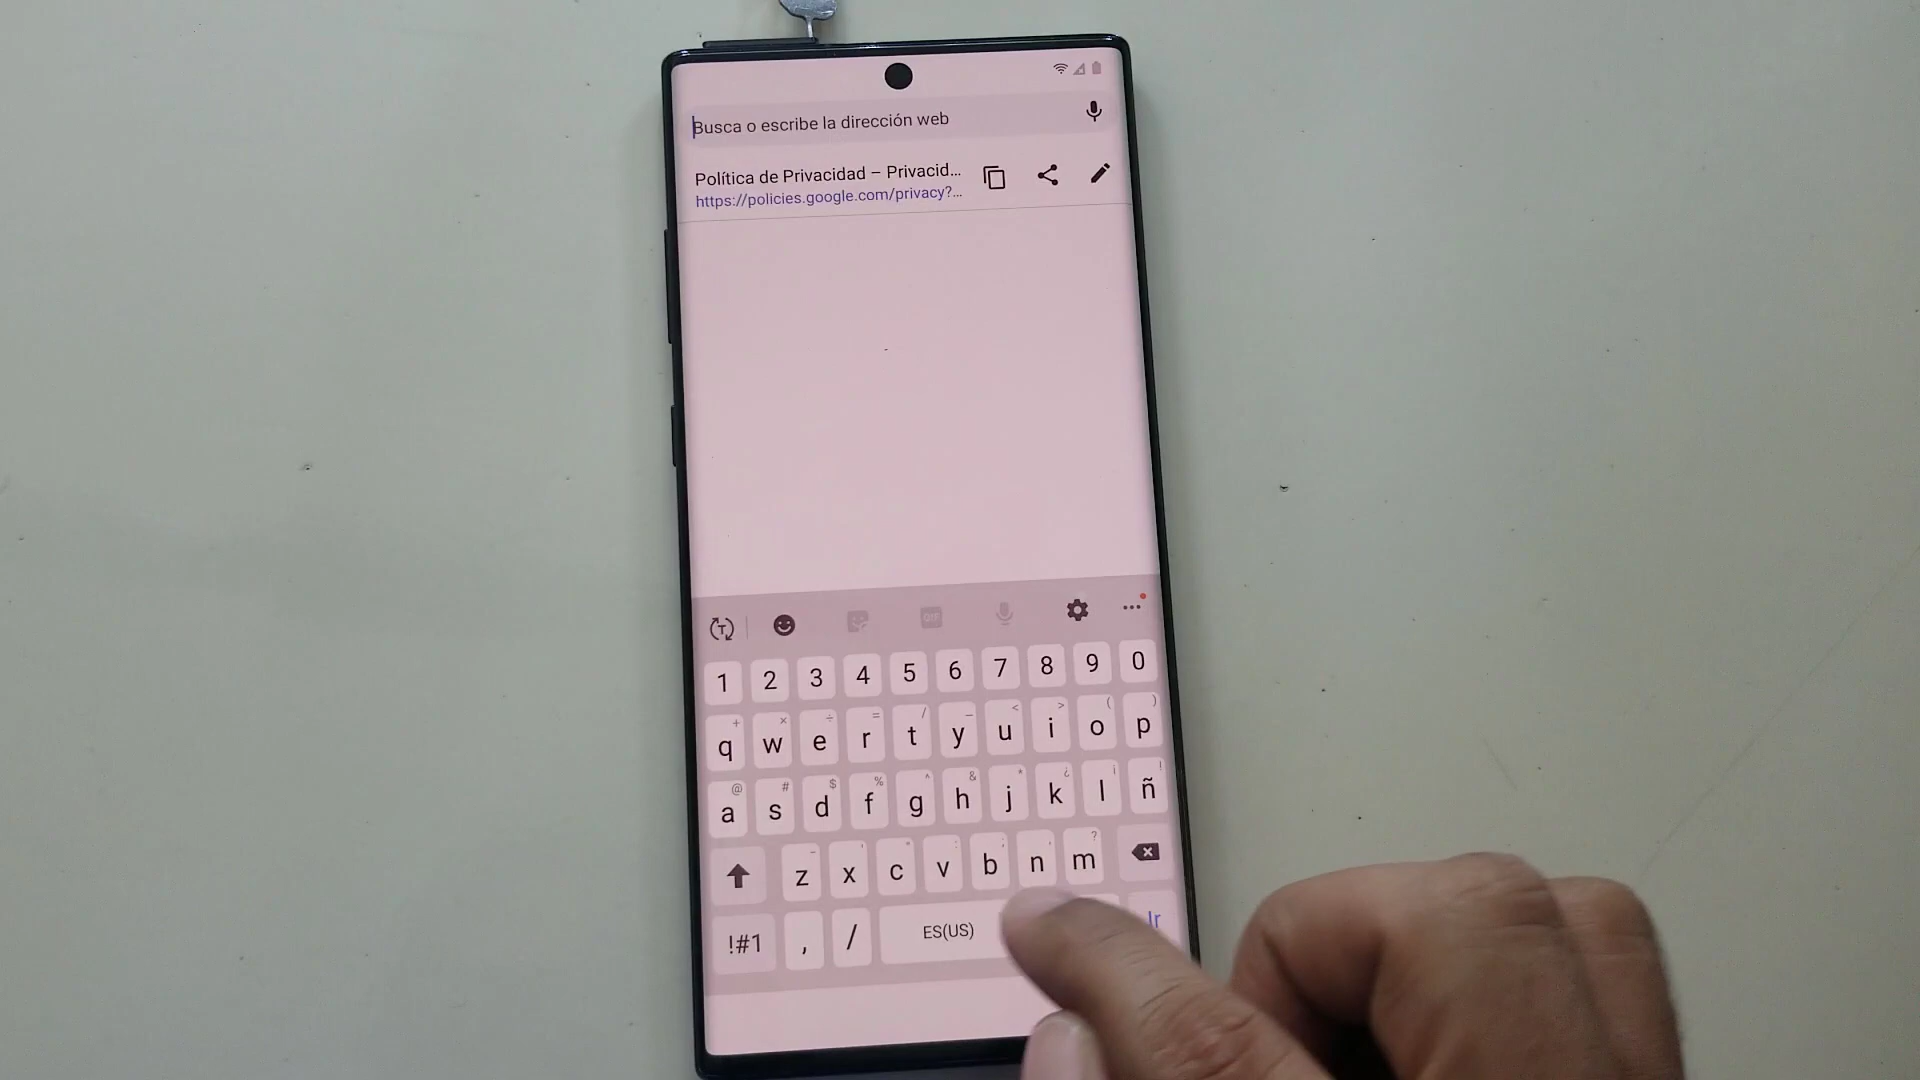 Busca o escribe la dirección web
Política de Privacidad – Privacid...
https://policies.google.com/privacy?...
GIF
1 2 3 4 5 6 7 8 9 0
q w e r t y u i o p
a s d f g h j k l ñ
z x c v b n m
!#1 , / ES(US) Ir